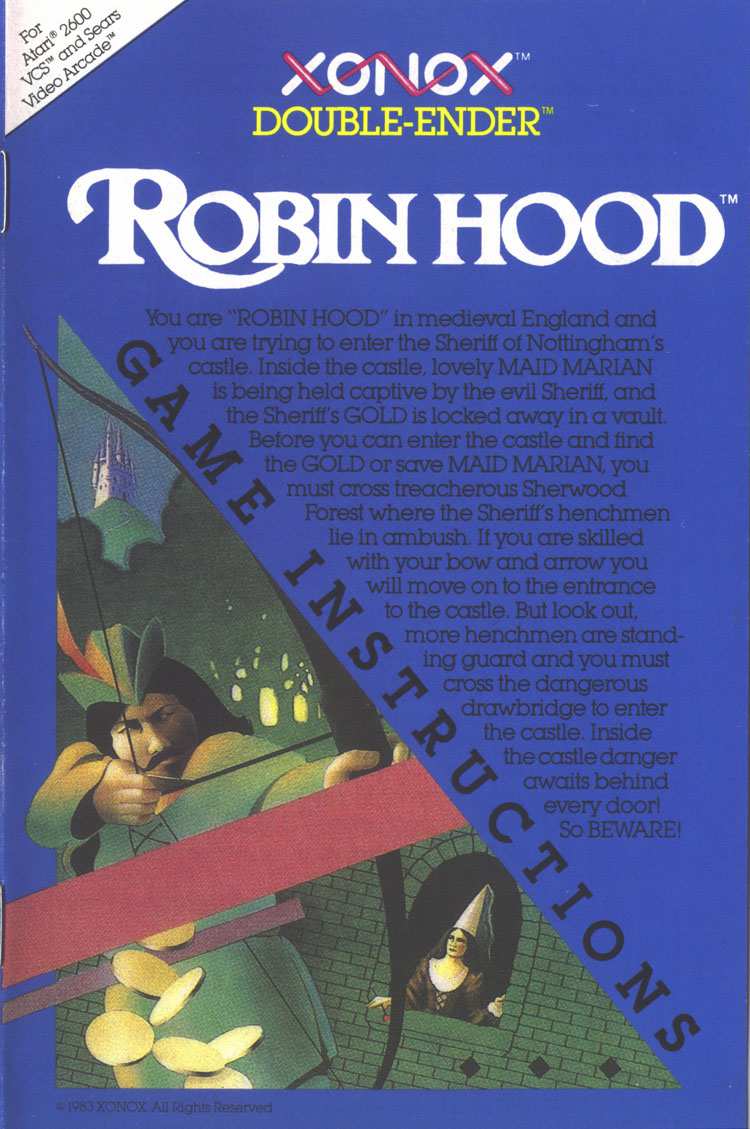 For
Atari® 2600
VCS™ and Sears
Video Arcade™
XONOX™
DOUBLE-ENDER™
ROBIN HOOD™
You are "ROBIN HOOD" in medieval England and
you are trying to enter the Sheriff of Nottingham's
castle. Inside the castle, lovely MAID MARIAN
is being held captive by the evil Sheriff, and
the Sheriff's GOLD is locked away in a vault.
Before you can enter the castle and find
the GOLD or save MAID MARIAN, you
must cross treacherous Sherwood
Forest where the Sheriff's henchmen
lie in ambush. If you are skilled
with your bow and arrow you
will move on to the entrance
to the castle. But look out,
more henchmen are stand-
ing guard and you must
cross the dangerous
drawbridge to enter
the castle. Inside
the castle danger
awaits behind
every door!
So BEWARE!
GAME INSTRUCTIONS
© 1983 XONOX All Rights Reserved